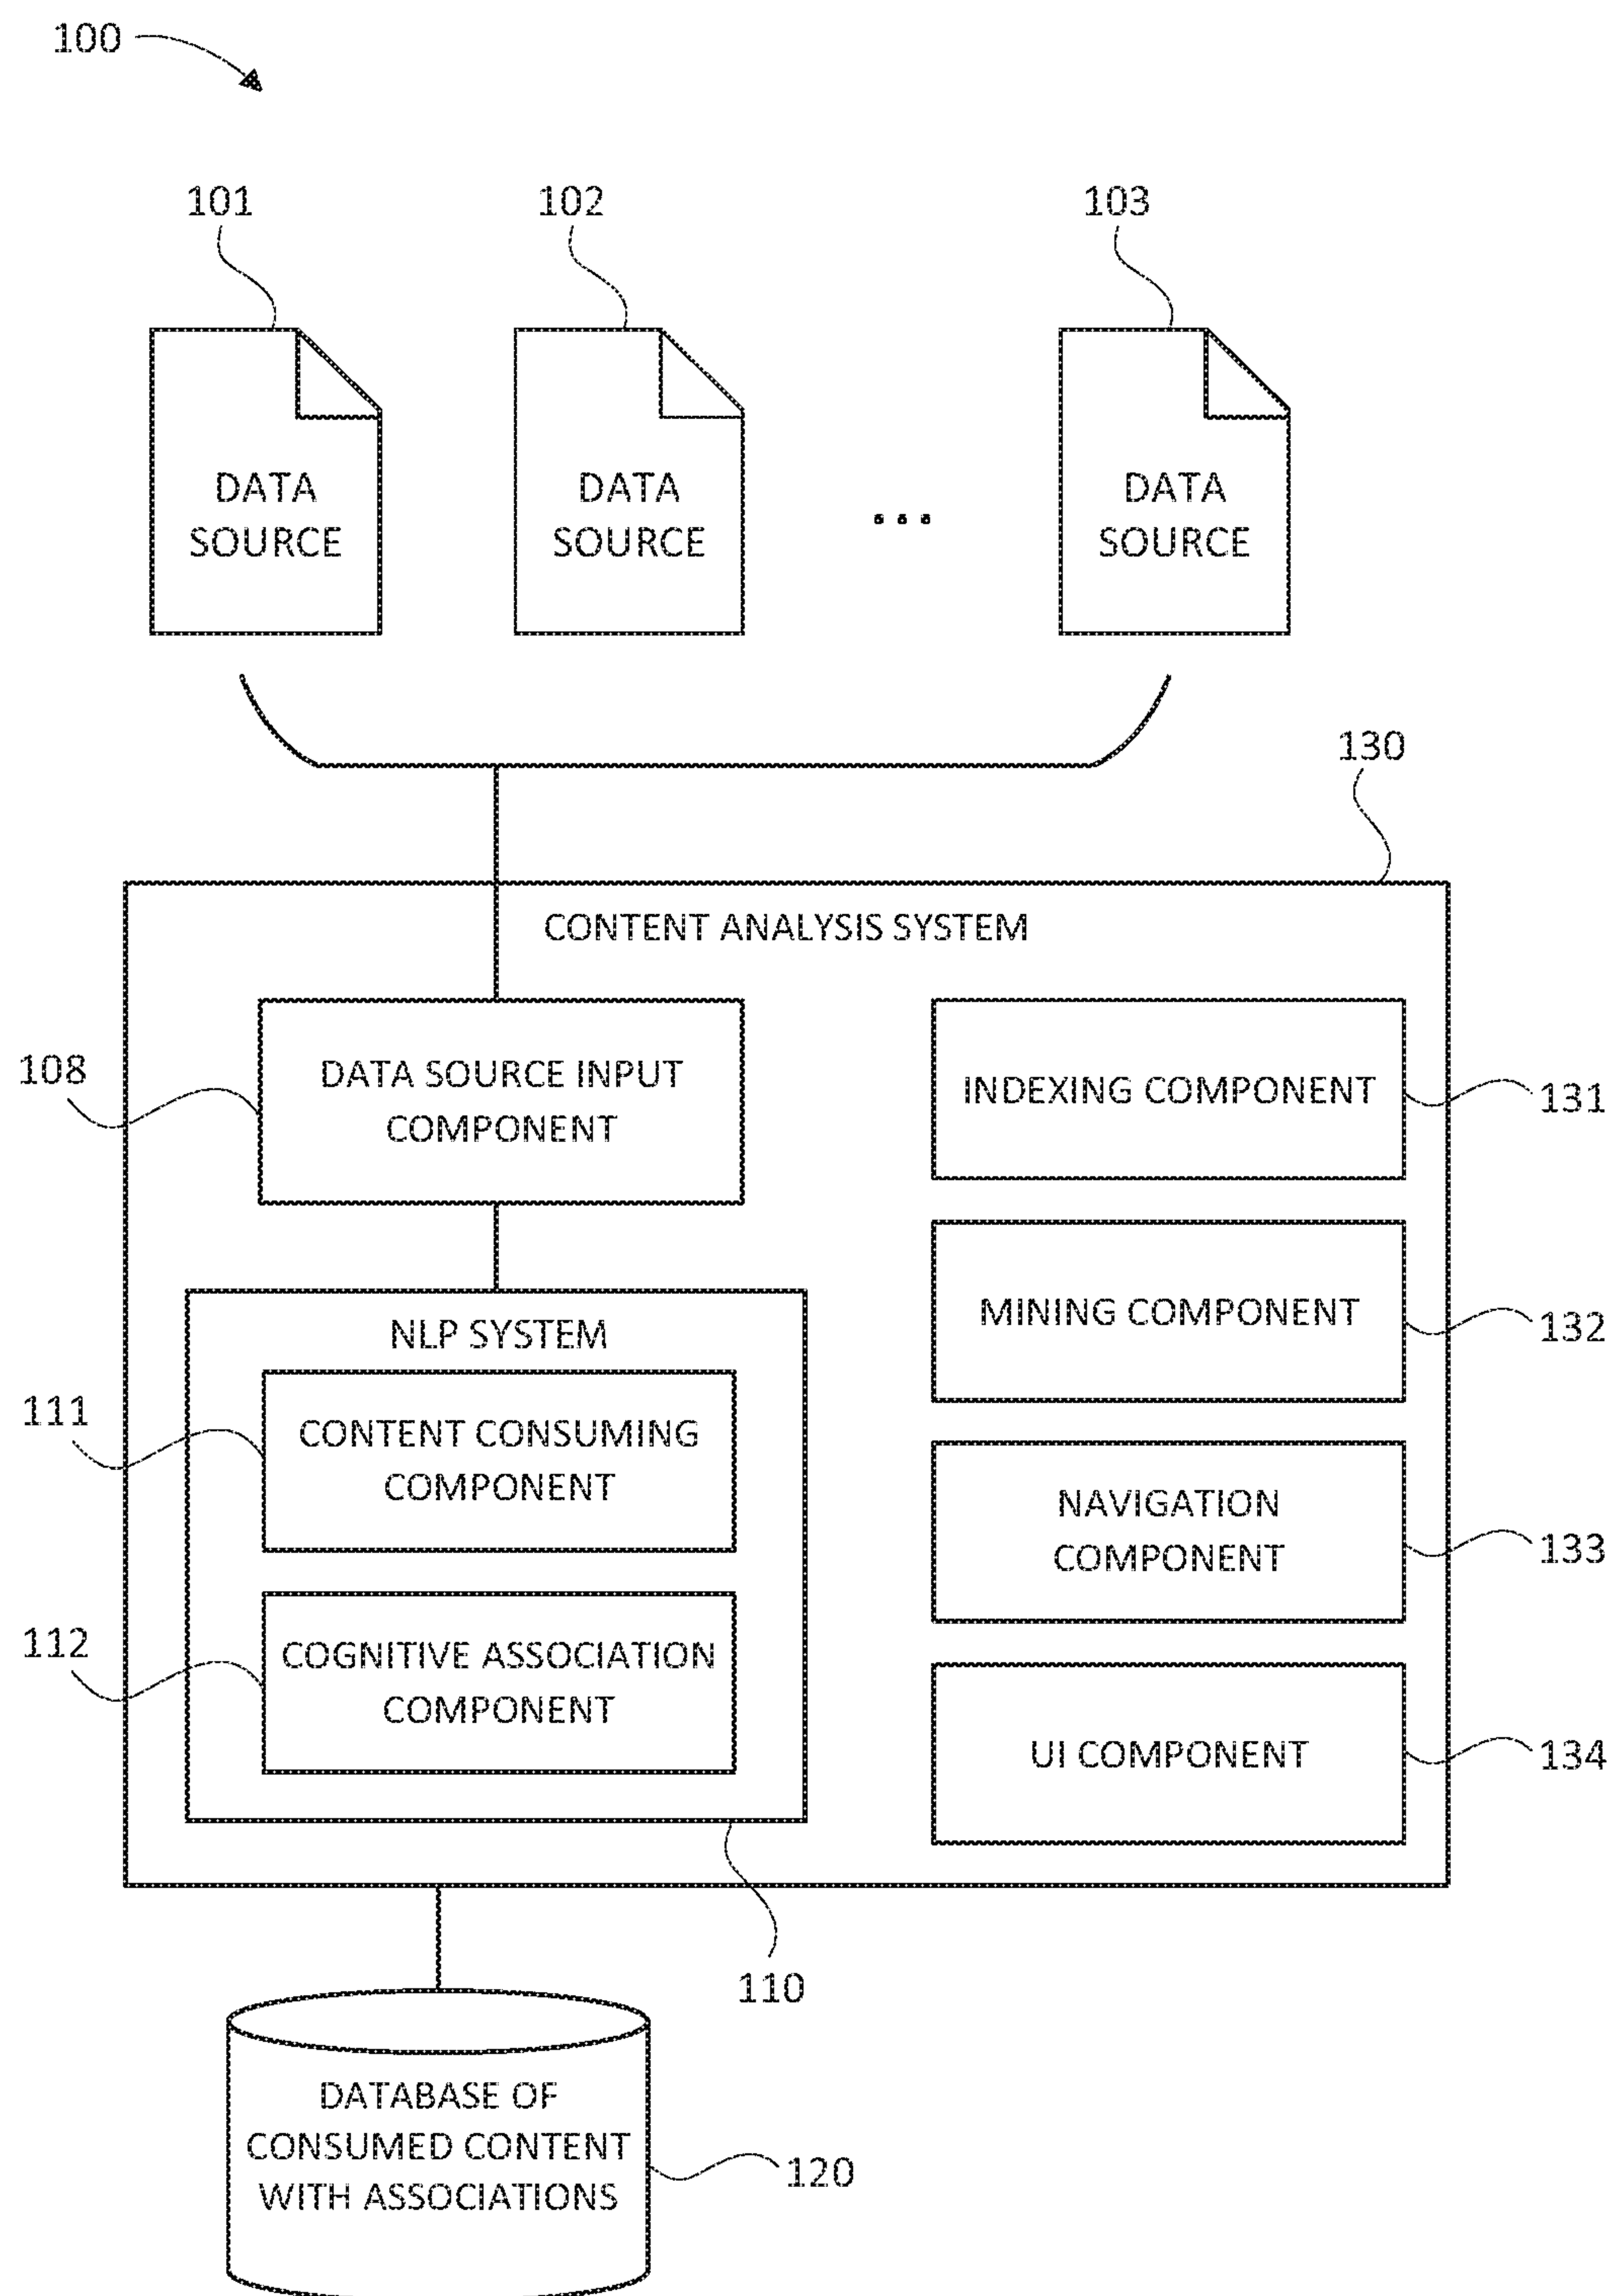 100
101
102
103
DATA
SOURCE
DATA
SOURCE
...
DATA
SOURCE
130
CONTENT ANALYSIS SYSTEM
108
DATA SOURCE INPUT
COMPONENT
INDEXING COMPONENT
131
MINING COMPONENT
132
NLP SYSTEM
111
CONTENT CONSUMING
COMPONENT
NAVIGATION
COMPONENT
133
112
COGNITIVE ASSOCIATION
COMPONENT
UI COMPONENT
134
110
DATABASE OF
CONSUMED CONTENT
WITH ASSOCIATIONS
120